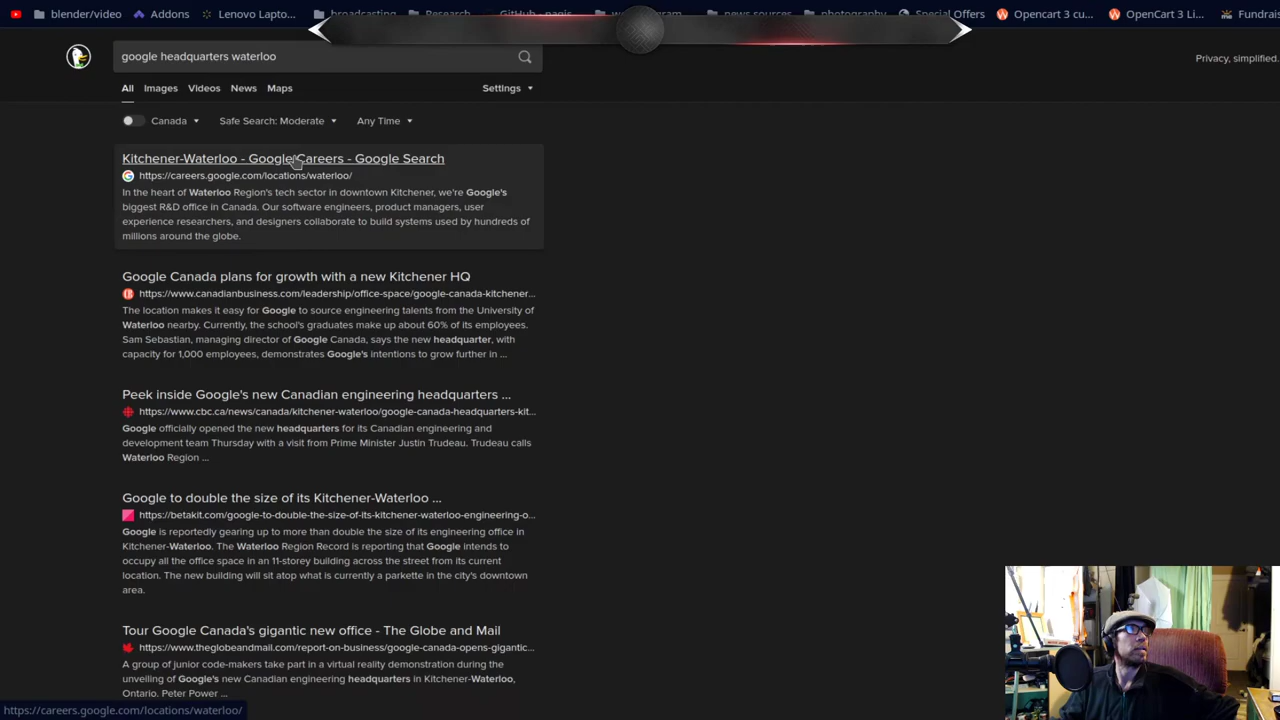 blender/video
Addons
Lenovo Lapto...
broadcasting
Research
GitHub - nagis
news sources
photography
Special Offers
Opencart 3 cu...
Opencart 3 Li...
Fundrais
google headquarters waterloo
Privacy, simplified.
All
Images
Videos
News
Maps
Settings
Canada
Safe Search: Moderate
Any Time
Kitchener-Waterloo - Google Careers - Google Search
https://careers.google.com/locations/waterloo/
In the heart of Waterloo Region's tech sector in downtown Kitchener, we're Google's
biggest R&D office in Canada. Our software engineers, product managers, user
experience researchers, and designers collaborate to build systems used by hundreds of
millions around the globe.
Google Canada plans for growth with a new Kitchener HQ
https://www.canadianbusiness.com/leadership/office-space/google-canada-kitchener...
The location makes it easy for Google to source engineering talents from the University of
Waterloo nearby. Currently, the school's graduates make up about 60% of its employees.
Sam Sebastian, managing director of Google Canada, says the new headquarter, with
capacity for 1,000 employees, demonstrates Google's intentions to grow further in ...
Peek inside Google's new Canadian engineering headquarters ...
https://www.cbc.ca/news/canada/kitchener-waterloo/google-canada-headquarters-kit...
Google officially opened the new headquarters for its Canadian engineering and
development team Thursday with a visit from Prime Minister Justin Trudeau. Trudeau calls
Waterloo Region ...
Google to double the size of its Kitchener-Waterloo ...
https://betakit.com/google-to-double-the-size-of-its-kitchener-waterloo-engineering-o...
Google is reportedly gearing up to more than double the size of its engineering office in
Kitchener-Waterloo. The Waterloo Region Record is reporting that Google intends to
occupy all the office space in an 11-storey building across the street from its current
location. The new building will sit atop what is currently a parkette in the city's downtown
area.
Tour Google Canada's gigantic new office - The Globe and Mail
https://www.theglobeandmail.com/report-on-business/google-canada-opens-gigantic...
A group of junior code-makers take part in a virtual reality demonstration during the
unveiling of Google's new Canadian engineering headquarters in Kitchener-Waterloo,
Ontario. Peter Power ...
https://careers.google.com/locations/waterloo/